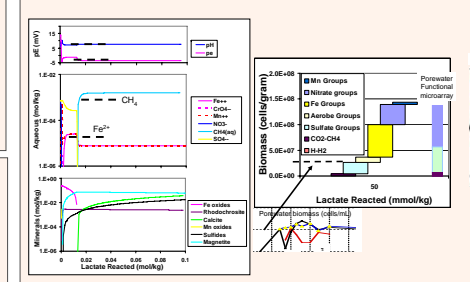 pE (mV)
15
-5
pH
pe
1.E-02
1.E-04
1.E-06
Aqueous (mol/kg)
CH4
Fe2+
Fe++
CrO4--
Mn++
NO3-
CH4(aq)
SO4--
1.E+00
1.E-02
1.E-04
1.E-06
Minerals (mol/kg)
Fe oxides
Rhodochrosite
Calcite
Mn oxides
Sulfides
Magnetite
0
0.02
0.04
0.06
0.08
0.1
Lactate Reacted (mol/kg)
Biomass (cells/gram)
2.0E+08
1.5E+08
1.0E+08
5.0E+07
0.0E+00
Mn Groups
Nitrate groups
Fe Groups
Aerobe Groups
Sulfate Groups
CO2-CH4
H-H2
Porewater
Functional
microarray
50
Lactate Reacted (mmol/kg)
Porewater biomass (cells/mL)